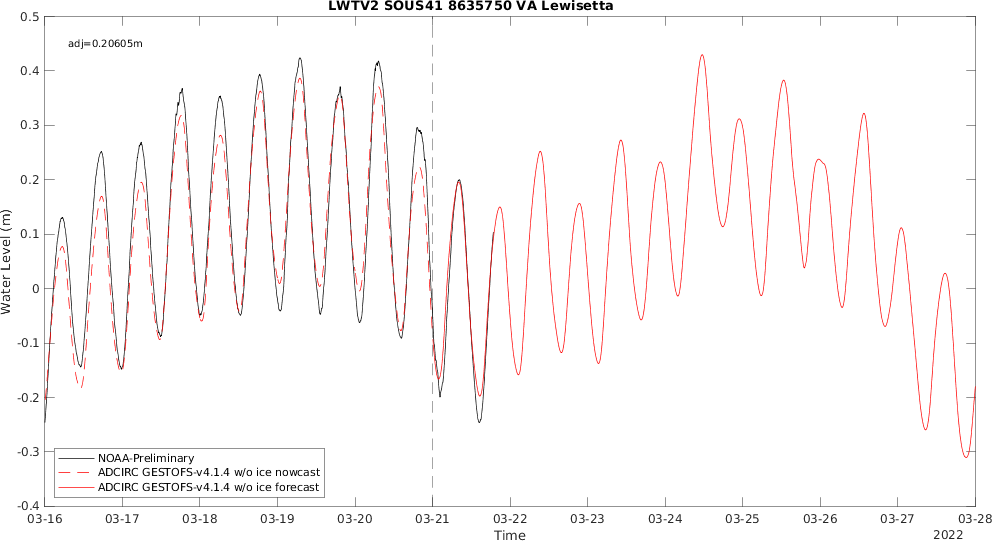 LWTV2 SOUS41 8635750 VA Lewisetta
adj=0.20605m
0.5
0.4
0.3
0.2
0.1
0
-0.1
-0.2
-0.3
-0.4
Water Level (m)
NOAA-Preliminary
ADCIRC GESTOFS-v4.1.4 w/o ice nowcast
ADCIRC GESTOFS-v4.1.4 w/o ice forecast
03-16 03-17 03-18 03-19 03-20 03-21 03-22 03-23 03-24 03-25 03-26 03-27 03-28
Time
2022